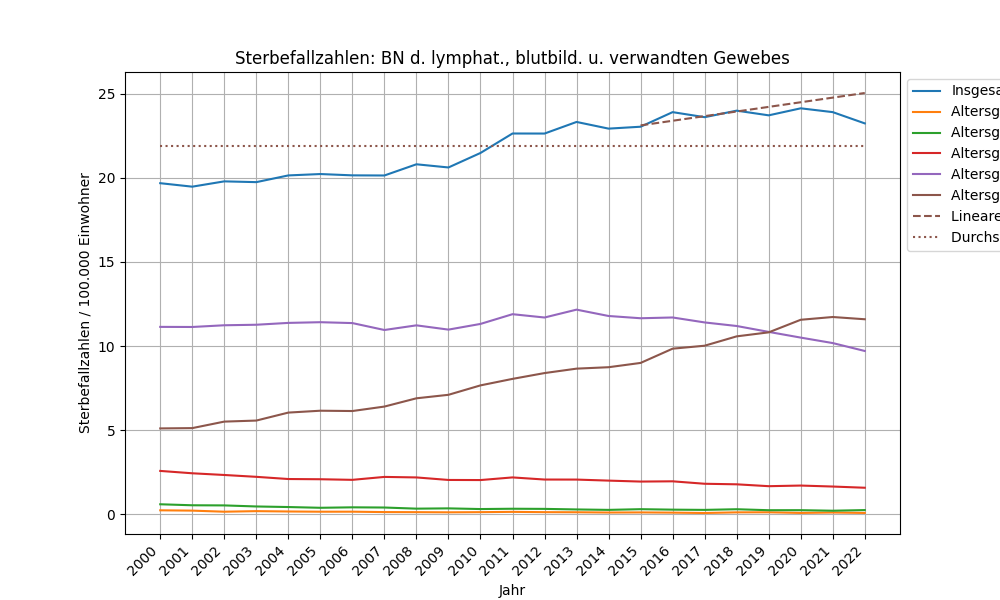 Sterbefallzahlen: BN d. lymphat., blutbild. u. verwandten Gewebes
Sterbefallzahlen / 100.000 Einwohner
25
20
15
10
5
0
2000
2001
2002
2003
2004
2005
2006
2007
2008
2009
2010
2011
2012
2013
2014
2015
2016
2017
2018
2019
2020
2021
2022
Jahr
Insgesa
Altersg
Altersg
Altersg
Altersg
Altersg
Lineare
Durchs